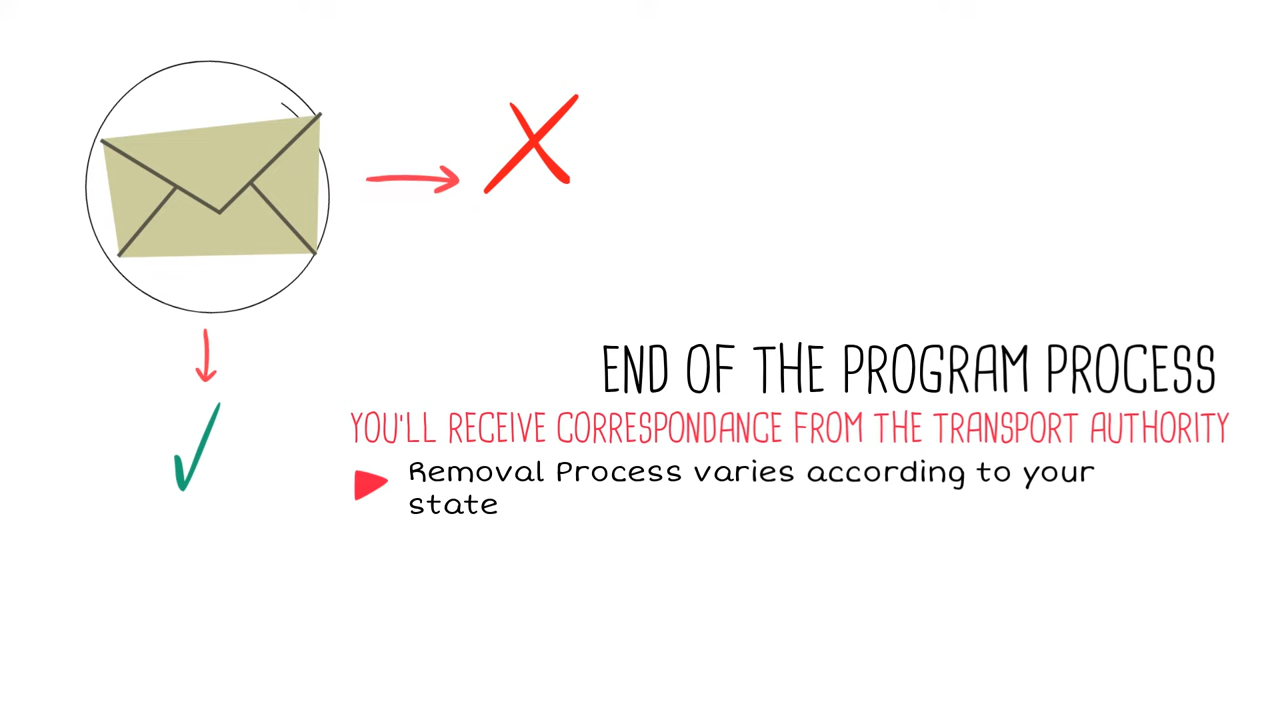 END OF THE PROGRAM PROCESS
YOU'LL RECEIVE CORRESPONDANCE FROM THE TRANSPORT AUTHORITY
Removal Process varies according to your
state